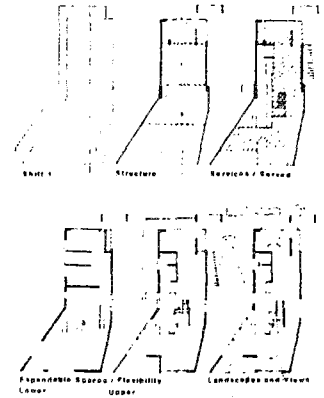 Shift 1 Structure Services / Served
Expandable Spaces / Flexibility Landscapes and Views
Lower Upper